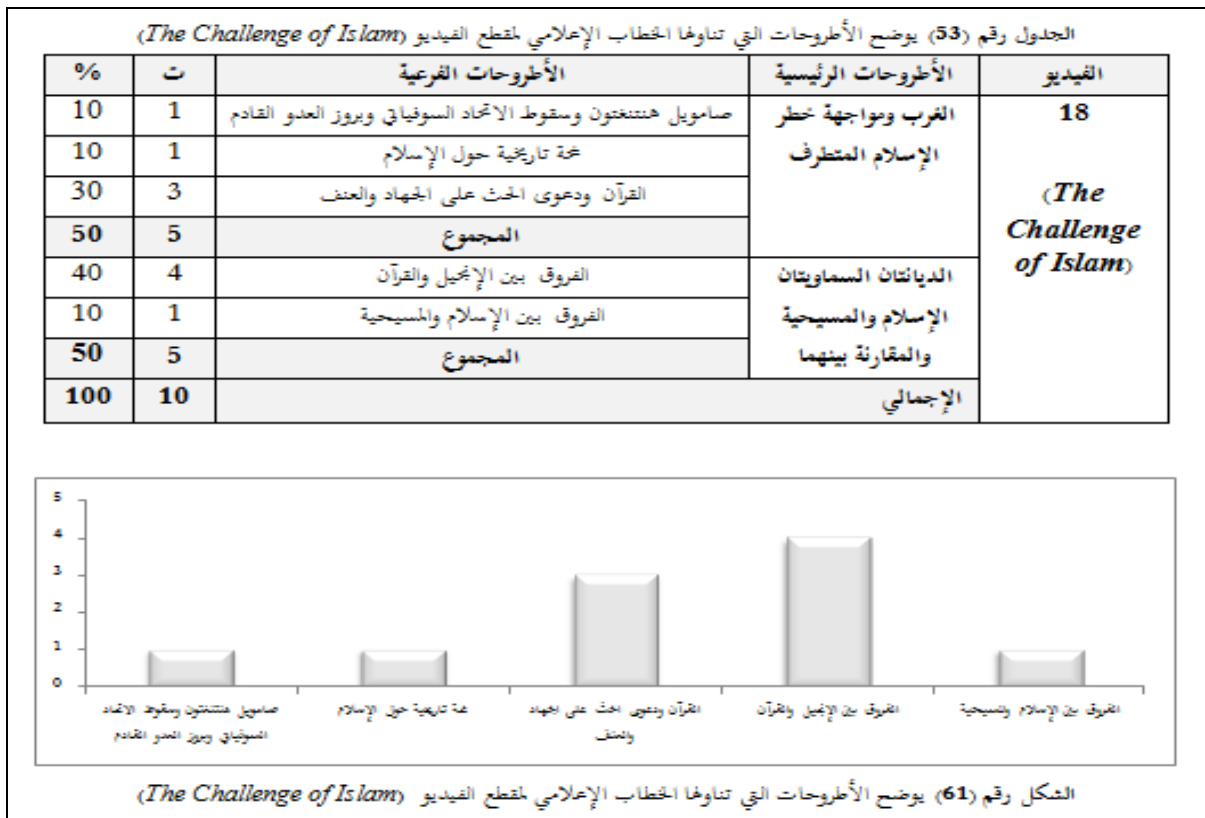 الجدول رقم (53) يوضح الأطروحات التي تناولها الخطاب الإعلامي لمقطع الفيديو (The Challenge of Islam)
الفيديو الأطروحات الرئيسية الأطروحات الفرعية ت %
18 الغرب ومواجهة خطر صامويل هنتنغتون وسقوط الاتحاد السوفياتي وبروز العدو القادم 1 10
الإسلام المتطرف لمحة تاريخية حول الإسلام 1 10
(The القرآن ودعوى الحث على الجهاد والعنف 3 30
Challenge المجموع 5 50
of Islam) الديانتان السماويتان الفروق بين الإنجيل والقرآن 4 40
الإسلام والمسيحية الفروق بين الإسلام والمسيحية 1 10
والمقارنة بينهما المجموع 5 50
الإجمالي 10 100
5
4
3
2
1
0
صامويل هنتنغتون وسقوط الاتحاد
السوفياتي وبروز العدو القادم
لمحة تاريخية حول الإسلام
القرآن ودعوى الحث على الجهاد
والعنف
الفروق بين الإنجيل والقرآن
الفروق بين الإسلام والمسيحية
الشكل رقم (61) يوضح الأطروحات التي تناولها الخطاب الإعلامي لمقطع الفيديو (The Challenge of Islam)